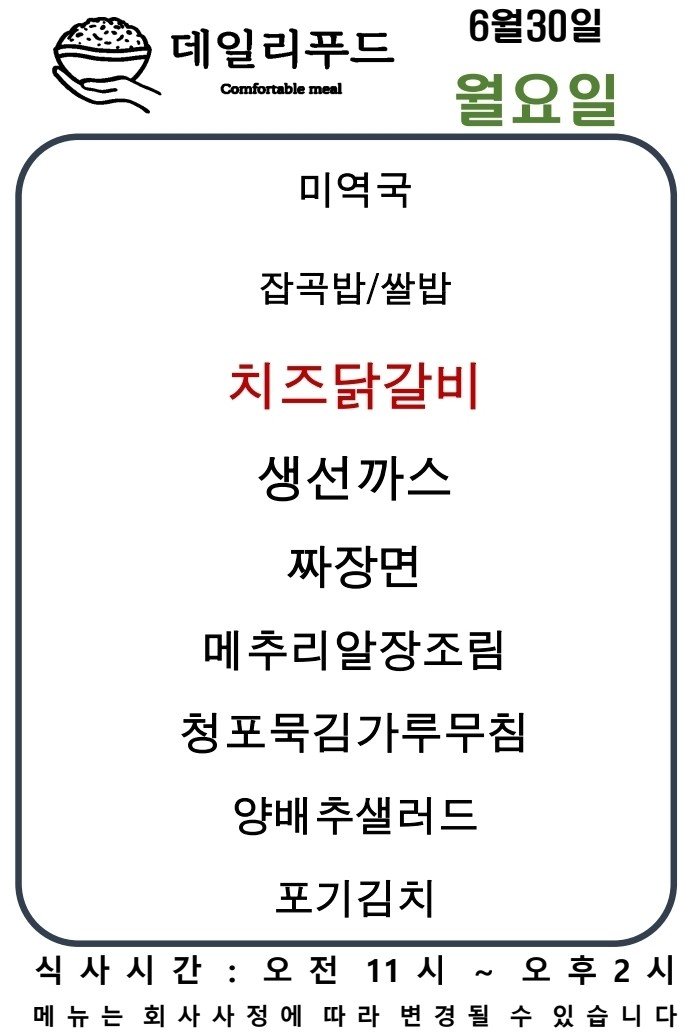 데일리푸드
Comfortable meal
6월30일
월요일
미역국
잡곡밥/쌀밥
치즈닭갈비
생선까스
짜장면
메추리알장조림
청포묵김가루무침
양배추샐러드
포기김치
식사시간 : 오전 11시 ~ 오후2시
메뉴는 회사사정에 따라 변경될 수 있습니다